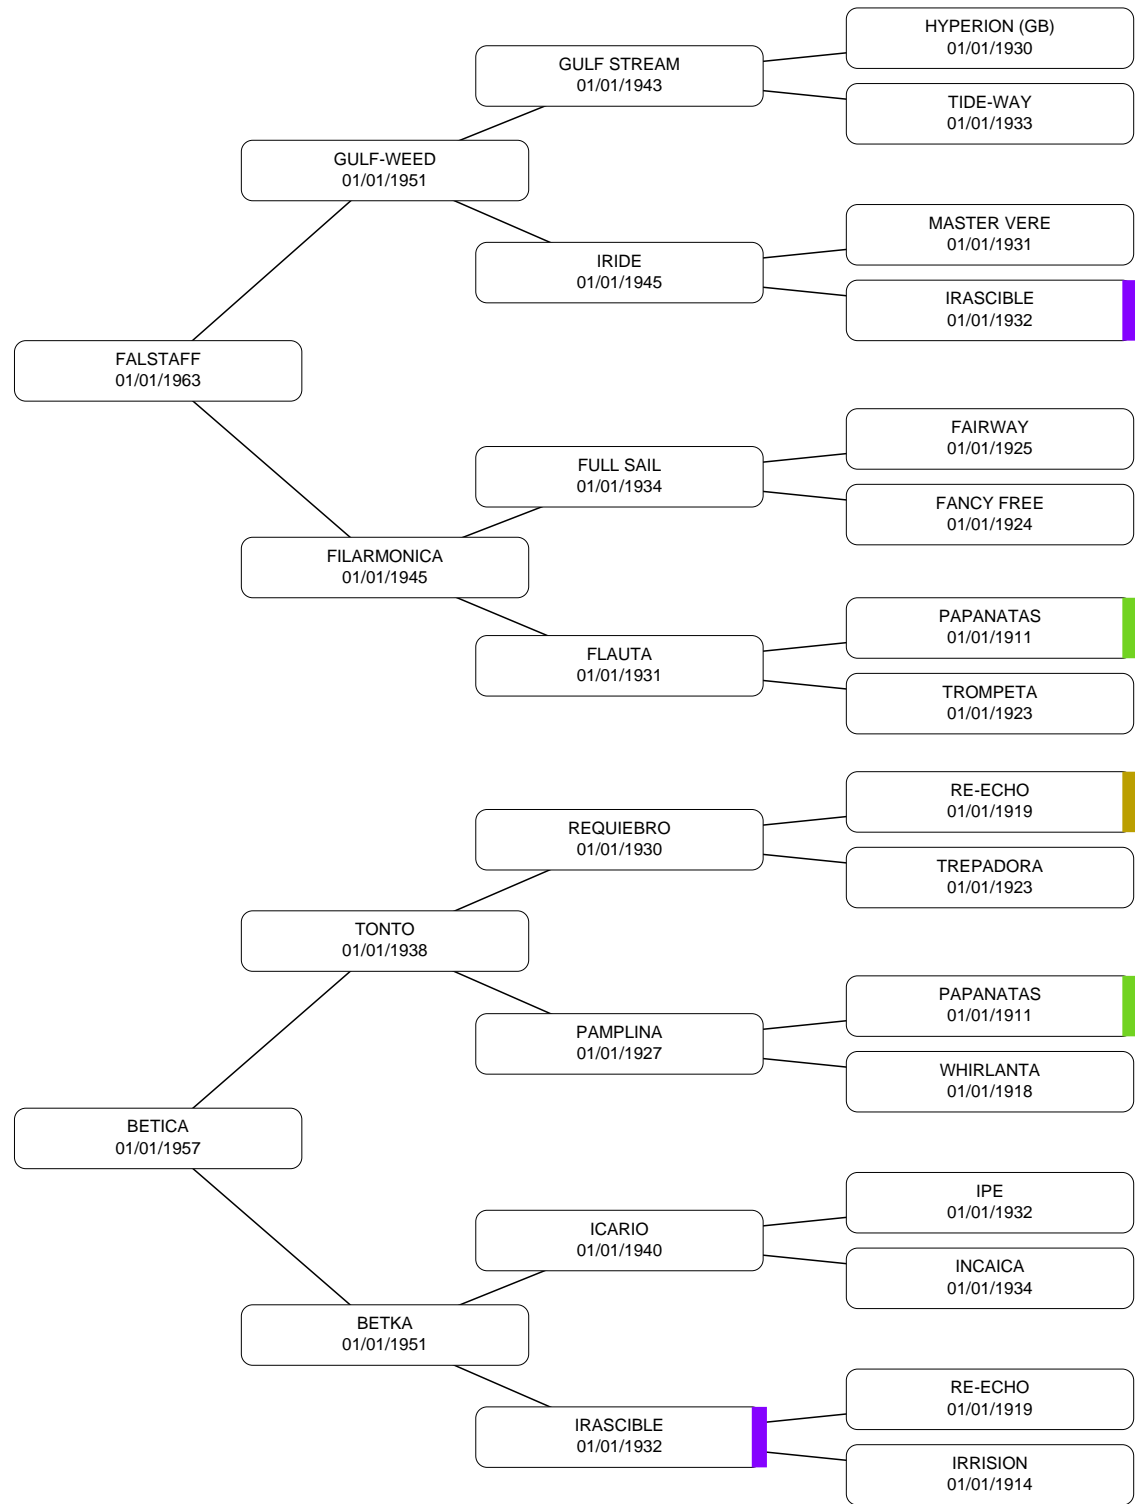 HYPERION (GB)
01/01/1930
GULF STREAM
01/01/1943
TIDE-WAY
01/01/1933
GULF-WEED
01/01/1951
MASTER VERE
01/01/1931
IRIDE
01/01/1945
IRASCIBLE
01/01/1932
FALSTAFF
01/01/1963
FAIRWAY
01/01/1925
FULL SAIL
01/01/1934
FANCY FREE
01/01/1924
FILARMONICA
01/01/1945
PAPANATAS
01/01/1911
FLAUTA
01/01/1931
TROMPETA
01/01/1923
RE-ECHO
01/01/1919
REQUIEBRO
01/01/1930
TREPADORA
01/01/1923
TONTO
01/01/1938
PAPANATAS
01/01/1911
PAMPLINA
01/01/1927
WHIRLANTA
01/01/1918
BETICA
01/01/1957
IPE
01/01/1932
ICARIO
01/01/1940
INCAICA
01/01/1934
BETKA
01/01/1951
RE-ECHO
01/01/1919
IRASCIBLE
01/01/1932
IRRISION
01/01/1914